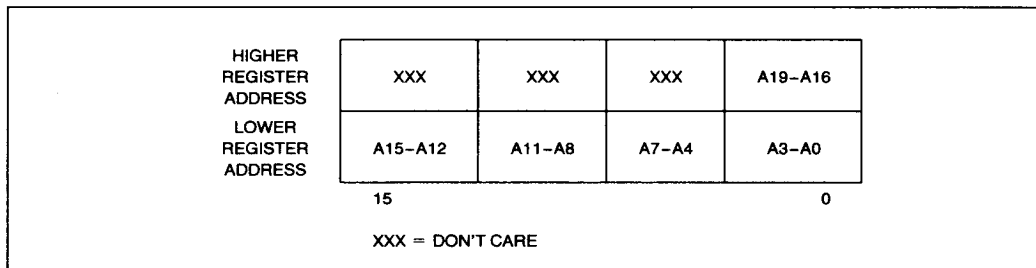 HIGHER
REGISTER
ADDRESS
XXX
XXX
XXX
A19–A16
LOWER
REGISTER
ADDRESS
A15–A12
A11–A8
A7–A4
A3–A0
15
0
XXX = DON'T CARE